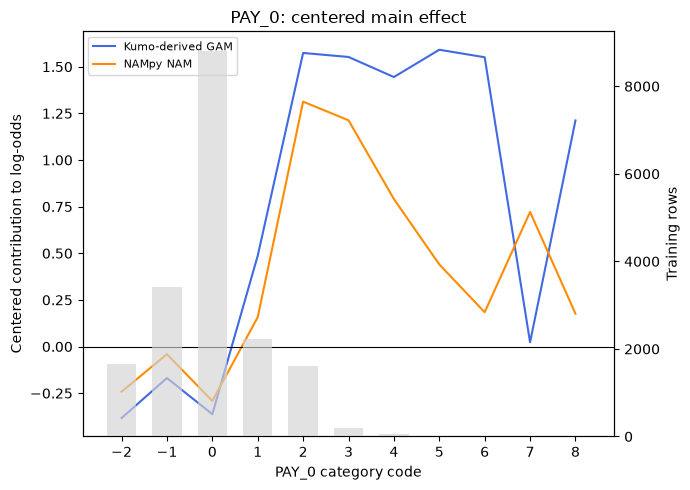 PAY_0: centered main effect
Kumo-derived GAM
NAMpy NAM
Centered contribution to log-odds
1.50
1.25
1.00
0.75
0.50
0.25
0.00
−0.25
8000
6000
4000
2000
0
Training rows
−2 −1 0 1 2 3 4 5 6 7 8
PAY_0 category code